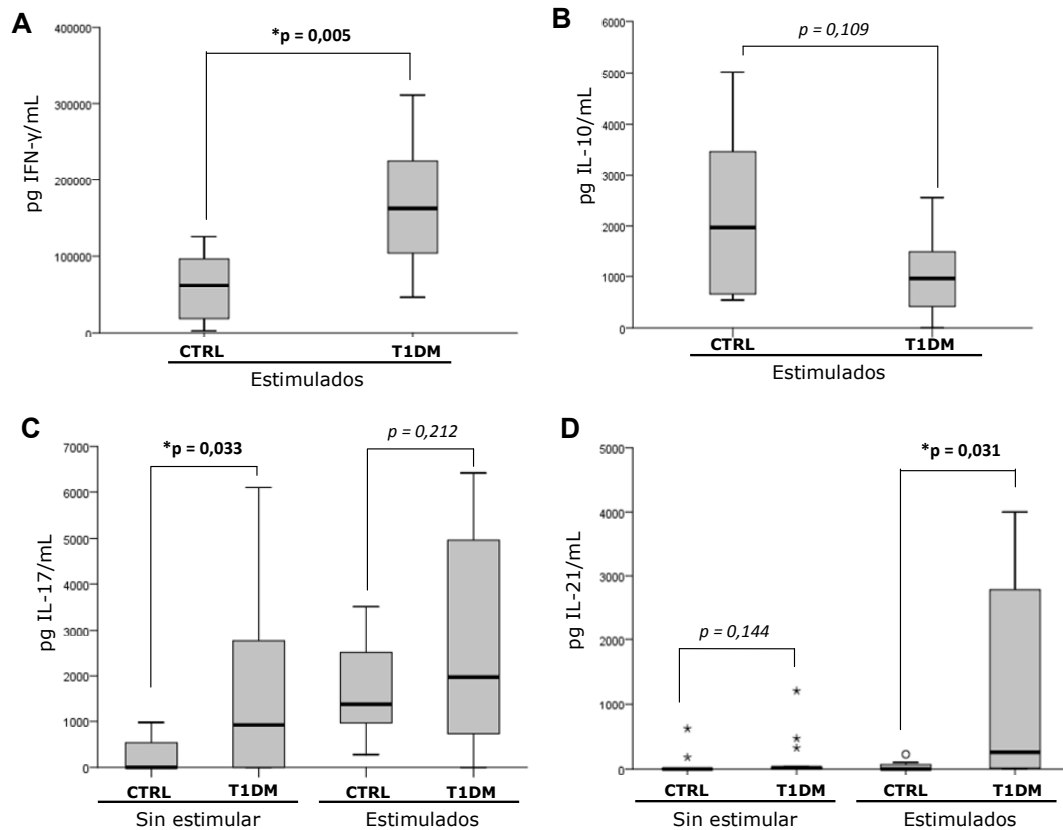 A
pg IFN-γ/mL
400000
300000
200000
100000
0
*p = 0,005
CTRL T1DM
Estimulados
B
pg IL-10/mL
6000
5000
4000
3000
2000
1000
0
p = 0,109
CTRL T1DM
Estimulados
C
pg IL-17/mL
7000
6000
5000
4000
3000
2000
1000
0
*p = 0,033
p = 0,212
CTRL T1DM CTRL T1DM
Sin estimular Estimulados
D
pg IL-21/mL
5000
4000
3000
2000
1000
0
p = 0,144
*p = 0,031
CTRL T1DM CTRL T1DM
Sin estimular Estimulados